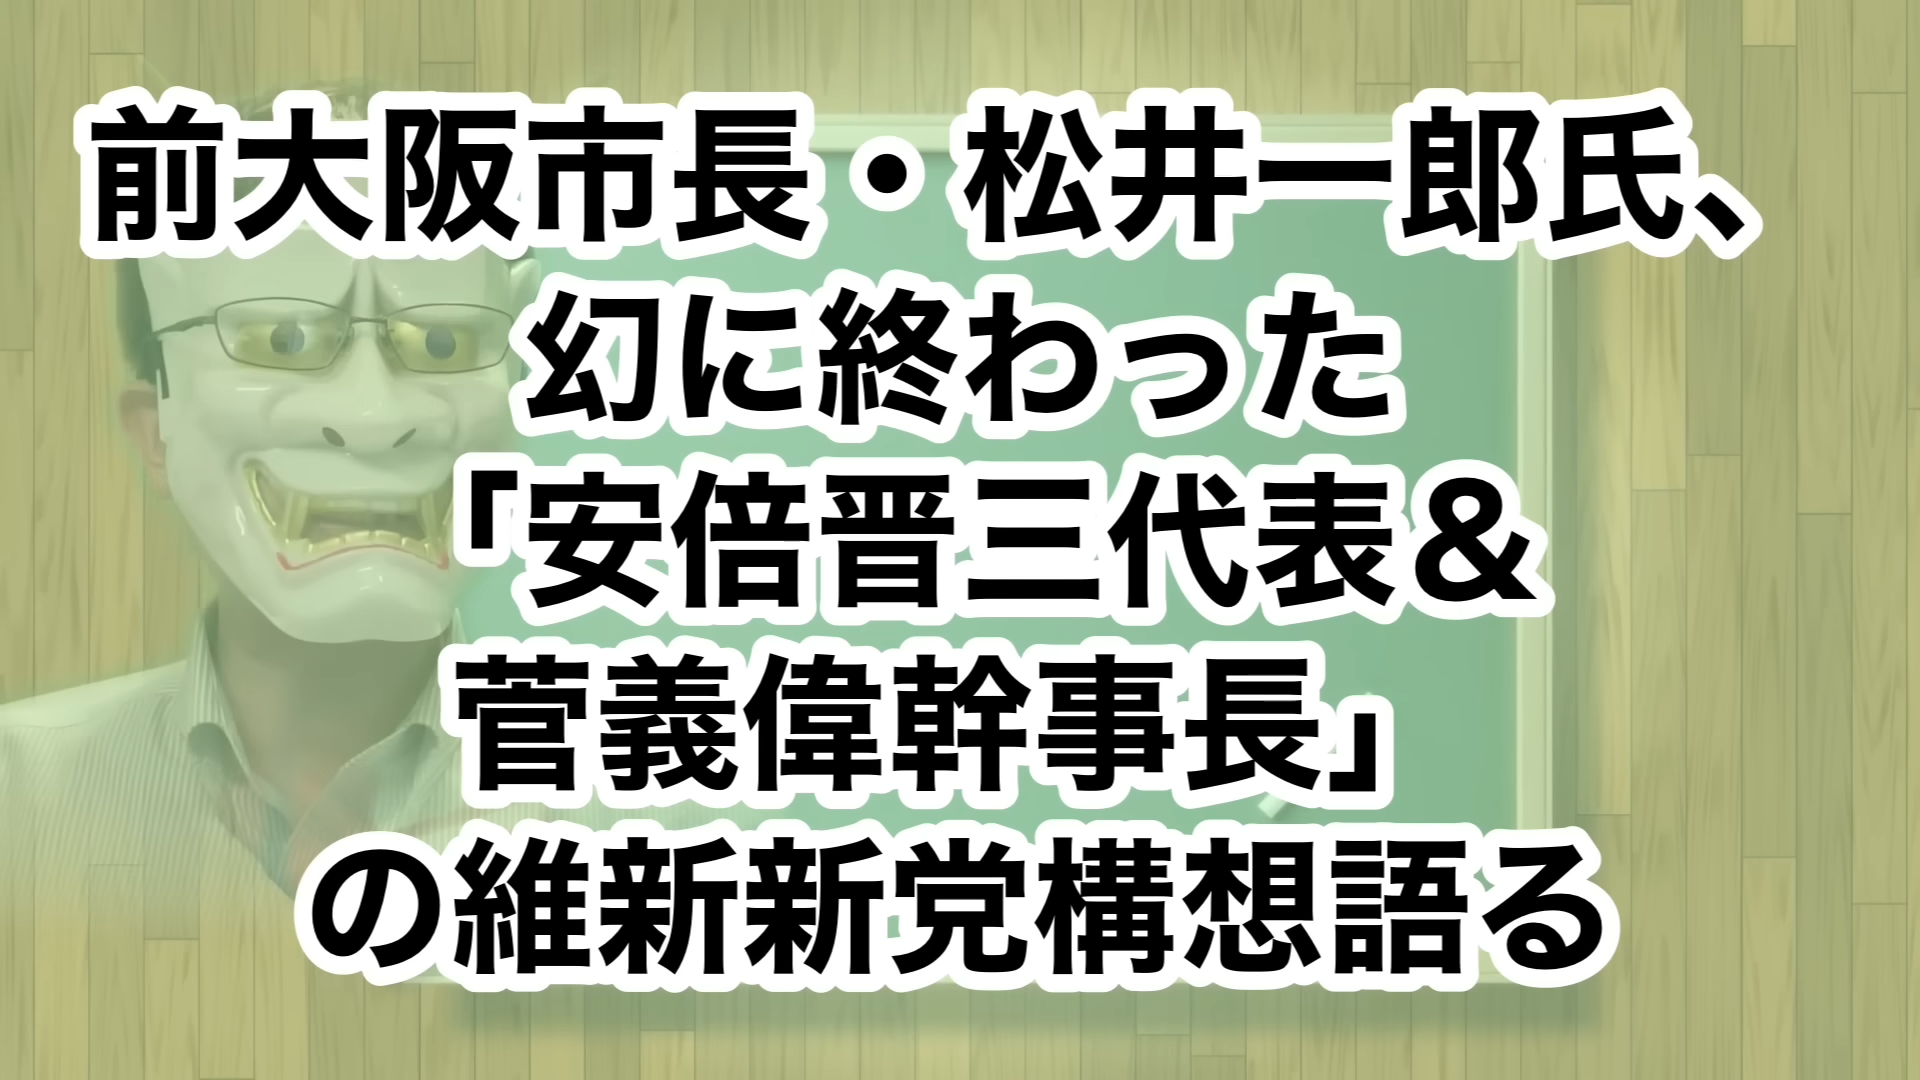 前大阪市長・松井一郎氏、
幻に終わった
「安倍晋三代表＆
菅義偉幹事長」
の維新新党構想語る